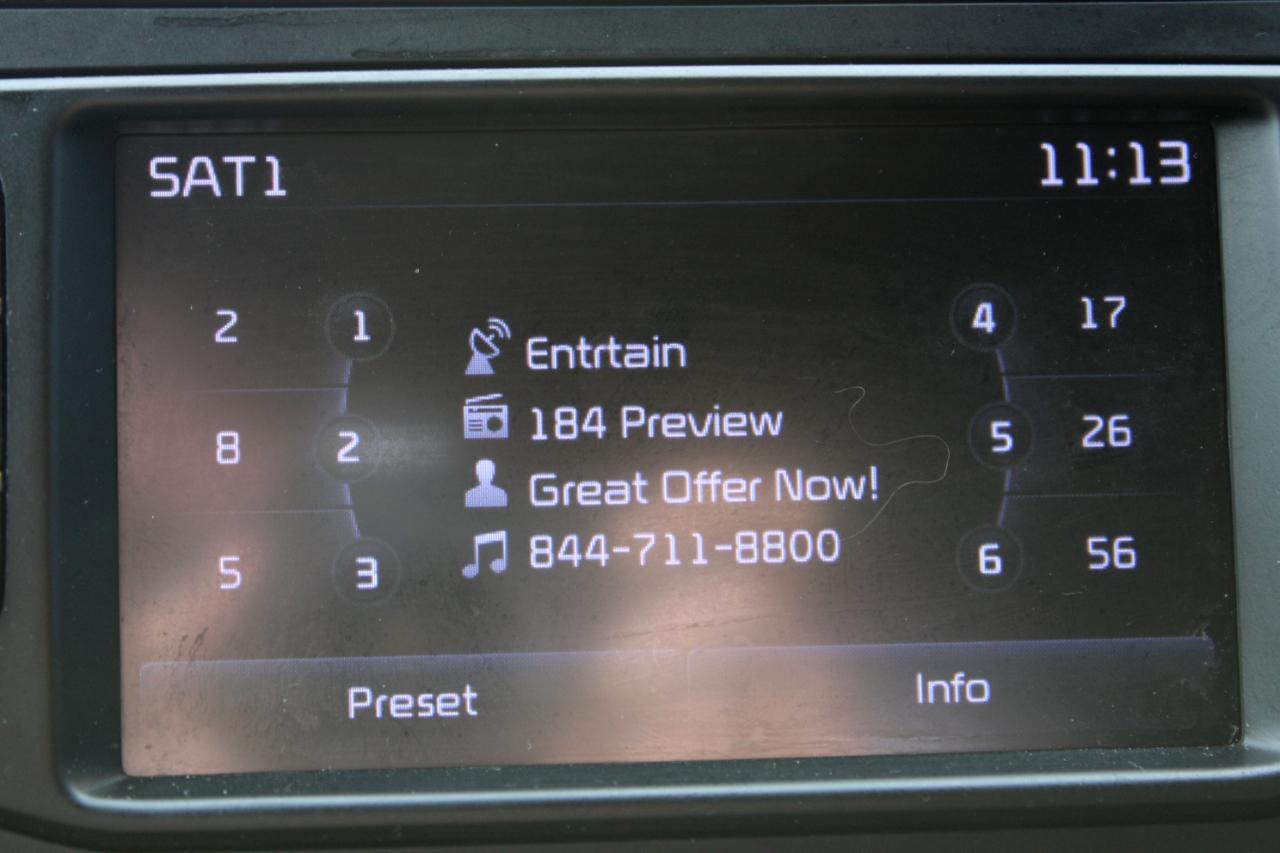 SAT1 11:13
2 1
8 2
5 3
Entrtain
184 Preview
Great Offer Now!
844-711-8800
4 17
5 26
6 56
Preset Info